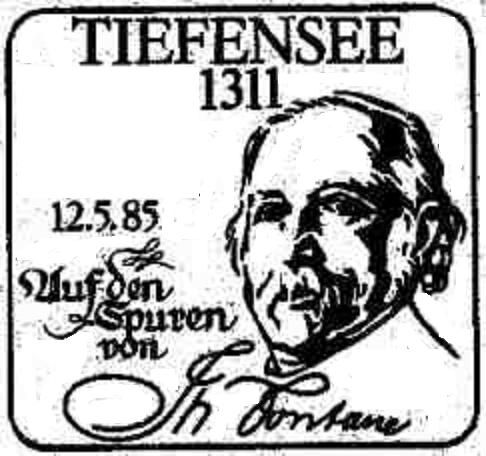 TIEFENSEE
1311
12.5.85
Auf den
Spuren
von
Th Fontane